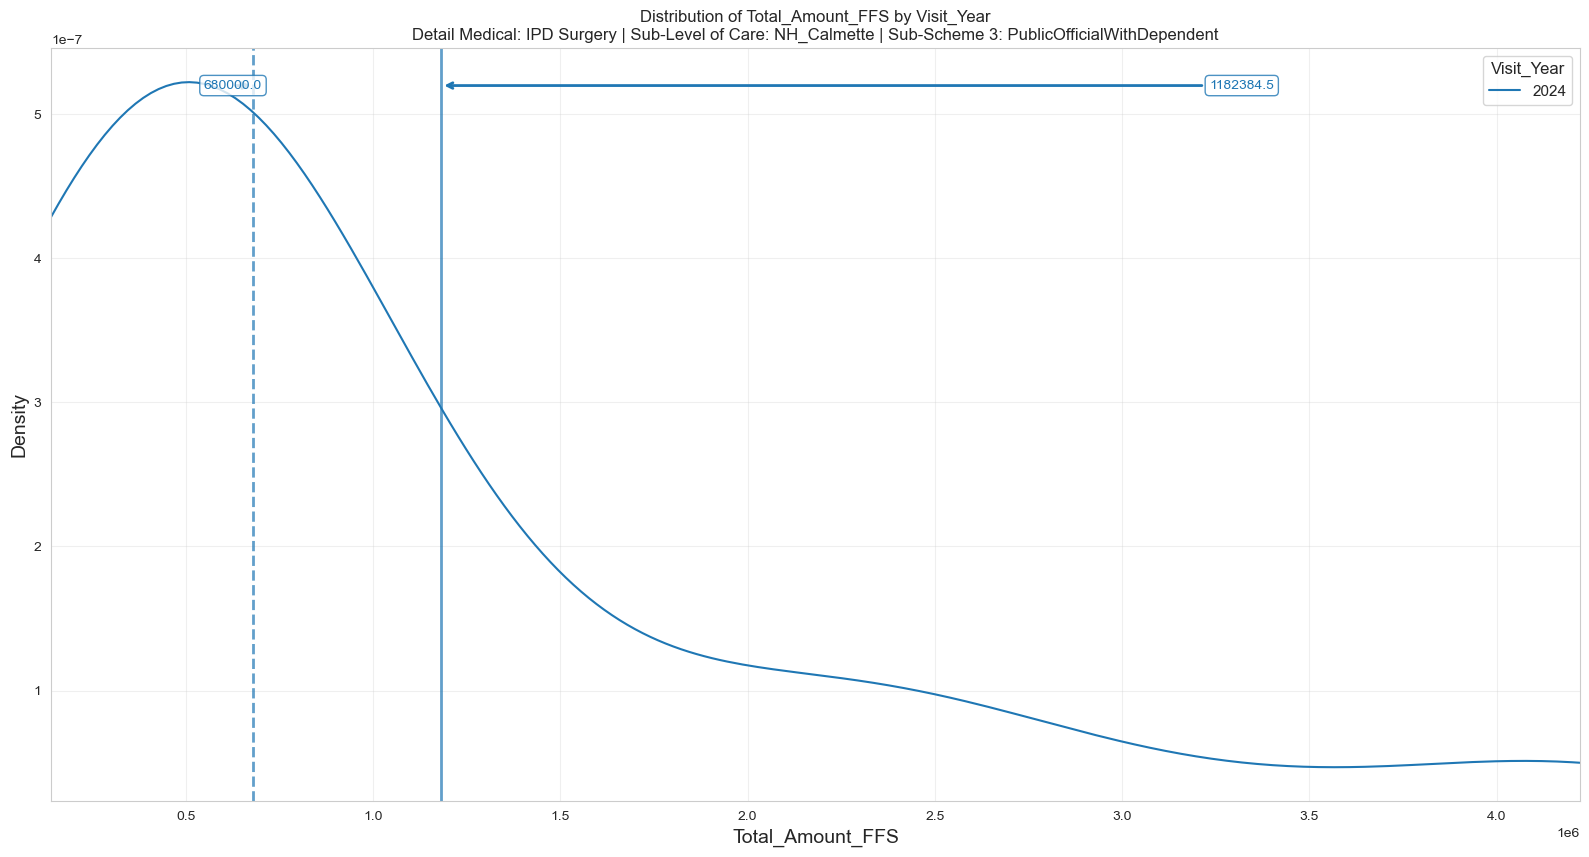 Distribution of Total_Amount_FFS by Visit_Year
Detail Medical: IPD Surgery | Sub-Level of Care: NH_Calmette | Sub-Scheme 3: PublicOfficialWithDependent
1e−7
680000.0
1182384.5
Visit_Year
2024
5
4
3
2
1
Density
0.5
1.0
1.5
2.0
2.5
3.0
3.5
4.0
1e6
Total_Amount_FFS